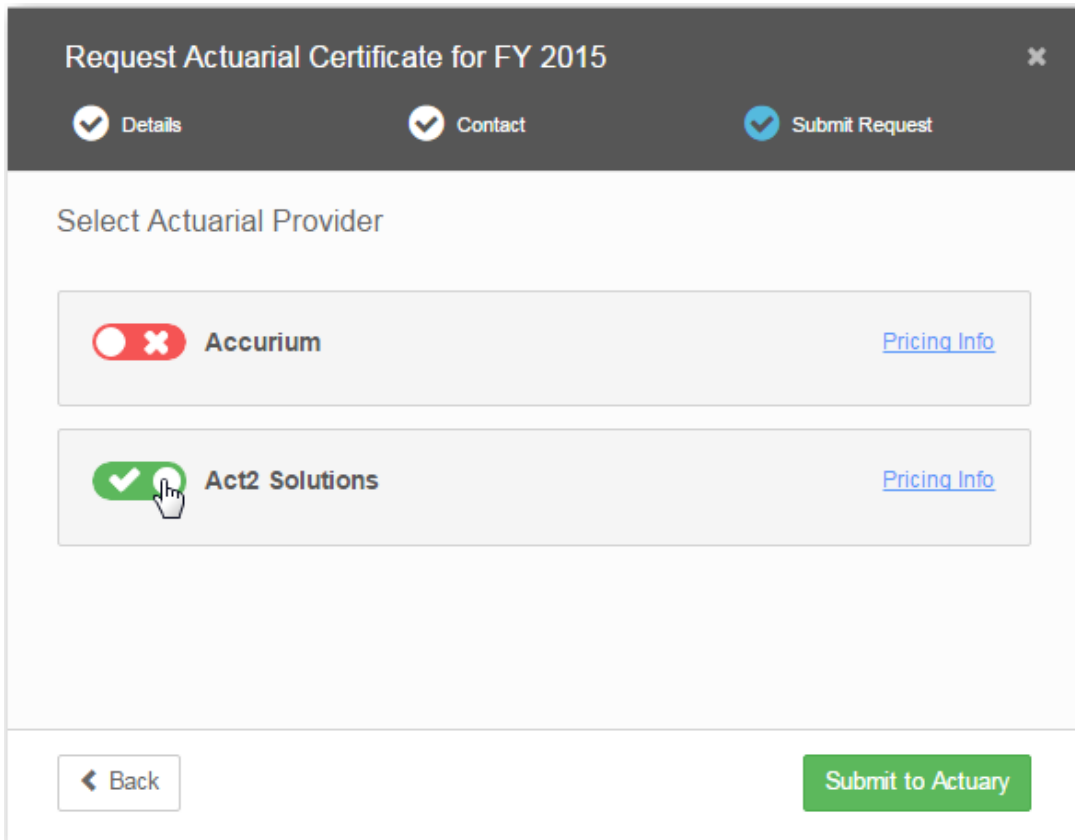 Request Actuarial Certificate for FY 2015
Details Contact Submit Request
Select Actuarial Provider
Accurium Pricing Info
Act2 Solutions Pricing Info
Back Submit to Actuary